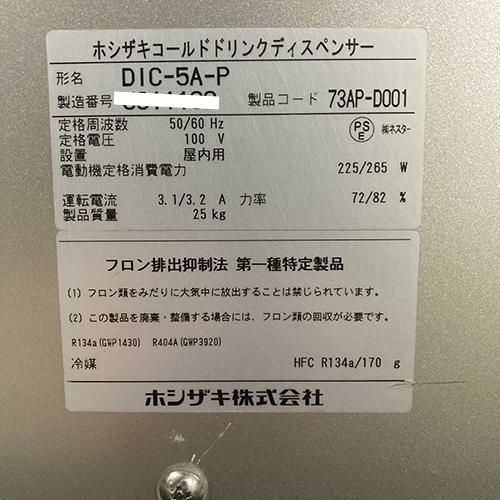 ホシザキコールドドリンクディスペンサー
形名 DIC-5A-P
製造番号 製品コード 73AP-D001
定格周波数 50/60 Hz
定格電圧 100 V
PS E ㈱ネスター
設置 屋内用
電動機定格消費電力 225/265 W
運転電流 3.1/3.2 A 力率 72/82 %
製品質量 25 kg
フロン排出抑制法 第一種特定製品
(1) フロン類をみだりに大気中に放出することは禁じられています。
(2) この製品を廃棄・整備する場合には、フロン類の回収が必要です。
R134a(GWP1430) R404A(GWP3920)
冷媒 HFC R134a/170 g
ホシザキ株式会社